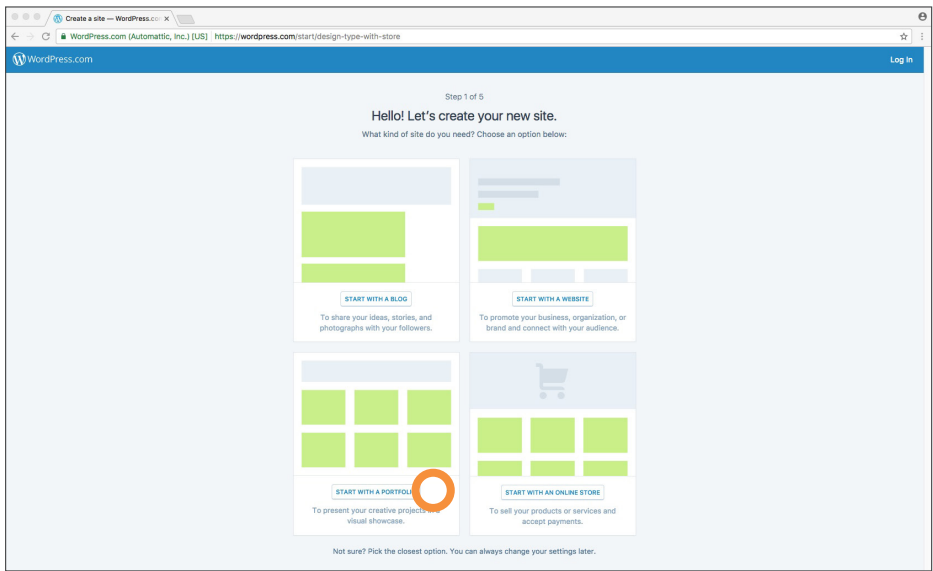 Create a site — WordPress.co
WordPress.com (Automattic, Inc.) [US] https://wordpress.com/start/design-type-with-store
WordPress.com
Log In
Step 1 of 5
Hello! Let's create your new site.
What kind of site do you need? Choose an option below:
START WITH A BLOG
To share your ideas, stories, and
photographs with your followers.
START WITH A WEBSITE
To promote your business, organization, or
brand and connect with your audience.
START WITH A PORTFOLI
To present your creative projects
visual showcase.
START WITH AN ONLINE STORE
To sell your products or services and
accept payments.
Not sure? Pick the closest option. You can always change your settings later.